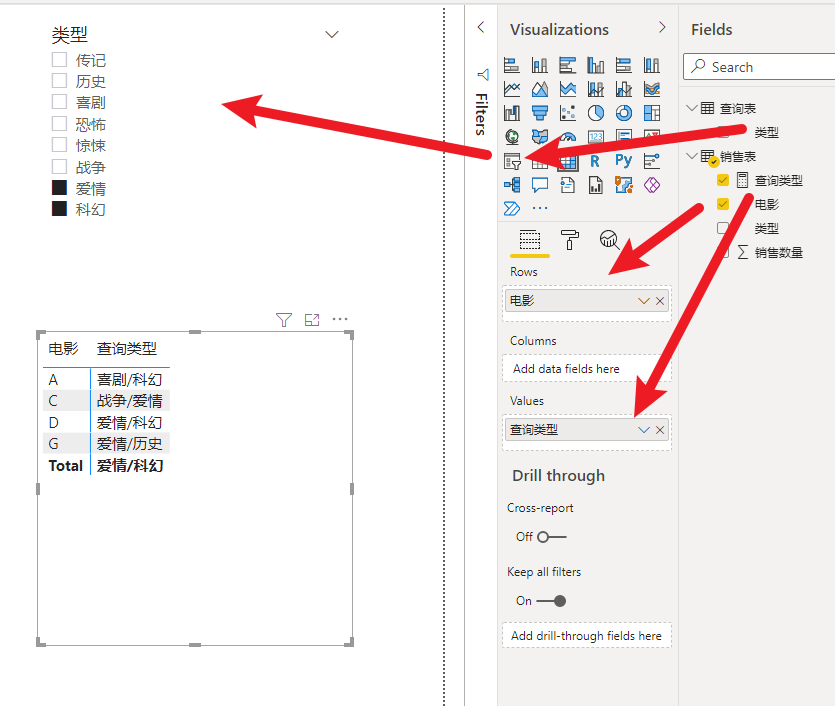 类型
传记
历史
喜剧
恐怖
惊悚
战争
爱情
科幻
电影 查询类型
A 喜剧/科幻
C 战争/爱情
D 爱情/科幻
G 爱情/历史
Total 爱情/科幻
Filters
Visualizations
123
R
Py
...
Rows
电影
Columns
Add data fields here
Values
查询类型
Drill through
Cross-report
Off
Keep all filters
On
Add drill-through fields here
Fields
Search
查询表
类型
销售表
查询类型
电影
类型
∑ 销售数量